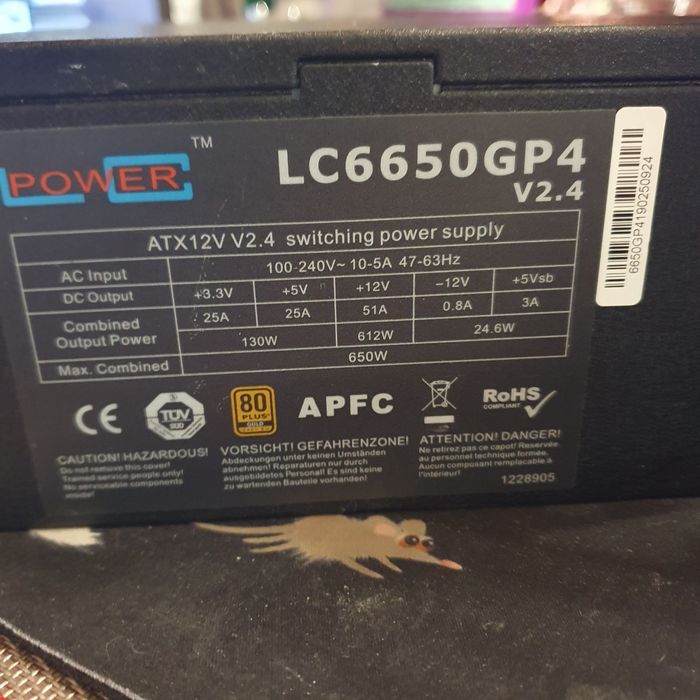 POWER ™
LC6650GP4
V2.4
ATX12V V2.4 switching power supply
AC Input 100-240V~ 10-5A 47-63Hz
DC Output +3.3V +5V +12V -12V +5Vsb
25A 25A 51A 0.8A 3A
Combined Output Power 130W 612W 24.6W
Max. Combined 650W
6650GP4190250924
CE
TÜV
SÜD
80
PLUS
GOLD
APFC
RoHS
COMPLIANT
CAUTION! HAZARDOUS!
Do not remove this cover!
Trained service people only!
No serviceable components
inside!
VORSICHT! GEFAHRENZONE!
Abdeckungen unter keinen Umständen
abnehmen! Reparaturen nur durch
ausgebildetes Personal! Es sind keine
zu wartenden Bauteile vorhanden!
ATTENTION! DANGER!
Ne retirez pas ce capot! Reserver
au personnel technique formée,
Aucun composant remplaçable à
l'intérieur!
1228905